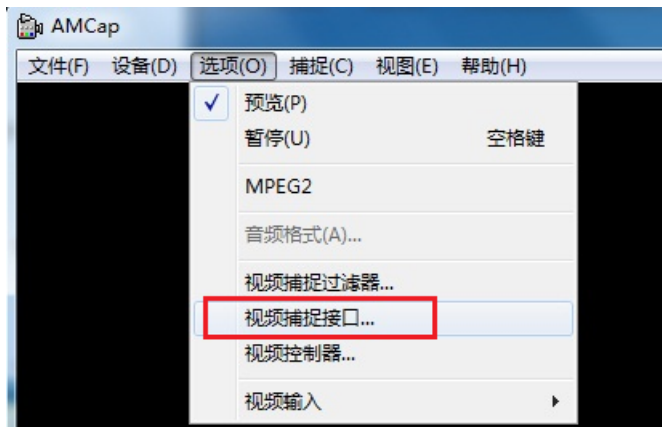 AMCap
文件(F) 设备(D) 选项(O) 捕捉(C) 视图(E) 帮助(H)
预览(P)
暂停(U) 空格键
MPEG2
音频格式(A)...
视频捕捉过滤器...
视频捕捉接口...
视频控制器...
视频输入